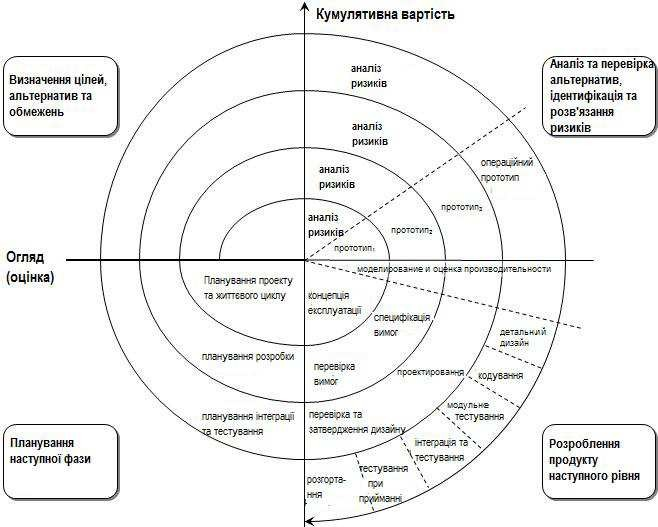 Кумулятивна вартість
Визначення цілей,
альтернатив та
обмежень
Аналіз та перевірка
альтернатив,
ідентифікація та
розв'язання
ризиків
аналіз
ризиків
аналіз
ризиків
аналіз
ризиків
аналіз
ризиків
операційний
прототип
прототип₃
прототип₂
прототип₁
Огляд
(оцінка)
моделирование и оценка производительности
Планування проекту
та життєвого циклу
концепція
експлуатації
специфікація
вимог
детальний
дизайн
планування розробки
перевірка
вимог
проектирования
кодування
модульне
тестування
планування інтеграції
та тестування
перевірка та
затвердження дизайну
інтеграція та
тестування
тестування
при
прийманні
розгорта-
ння
Планування
наступної фази
Розроблення
продукту
наступного рівня